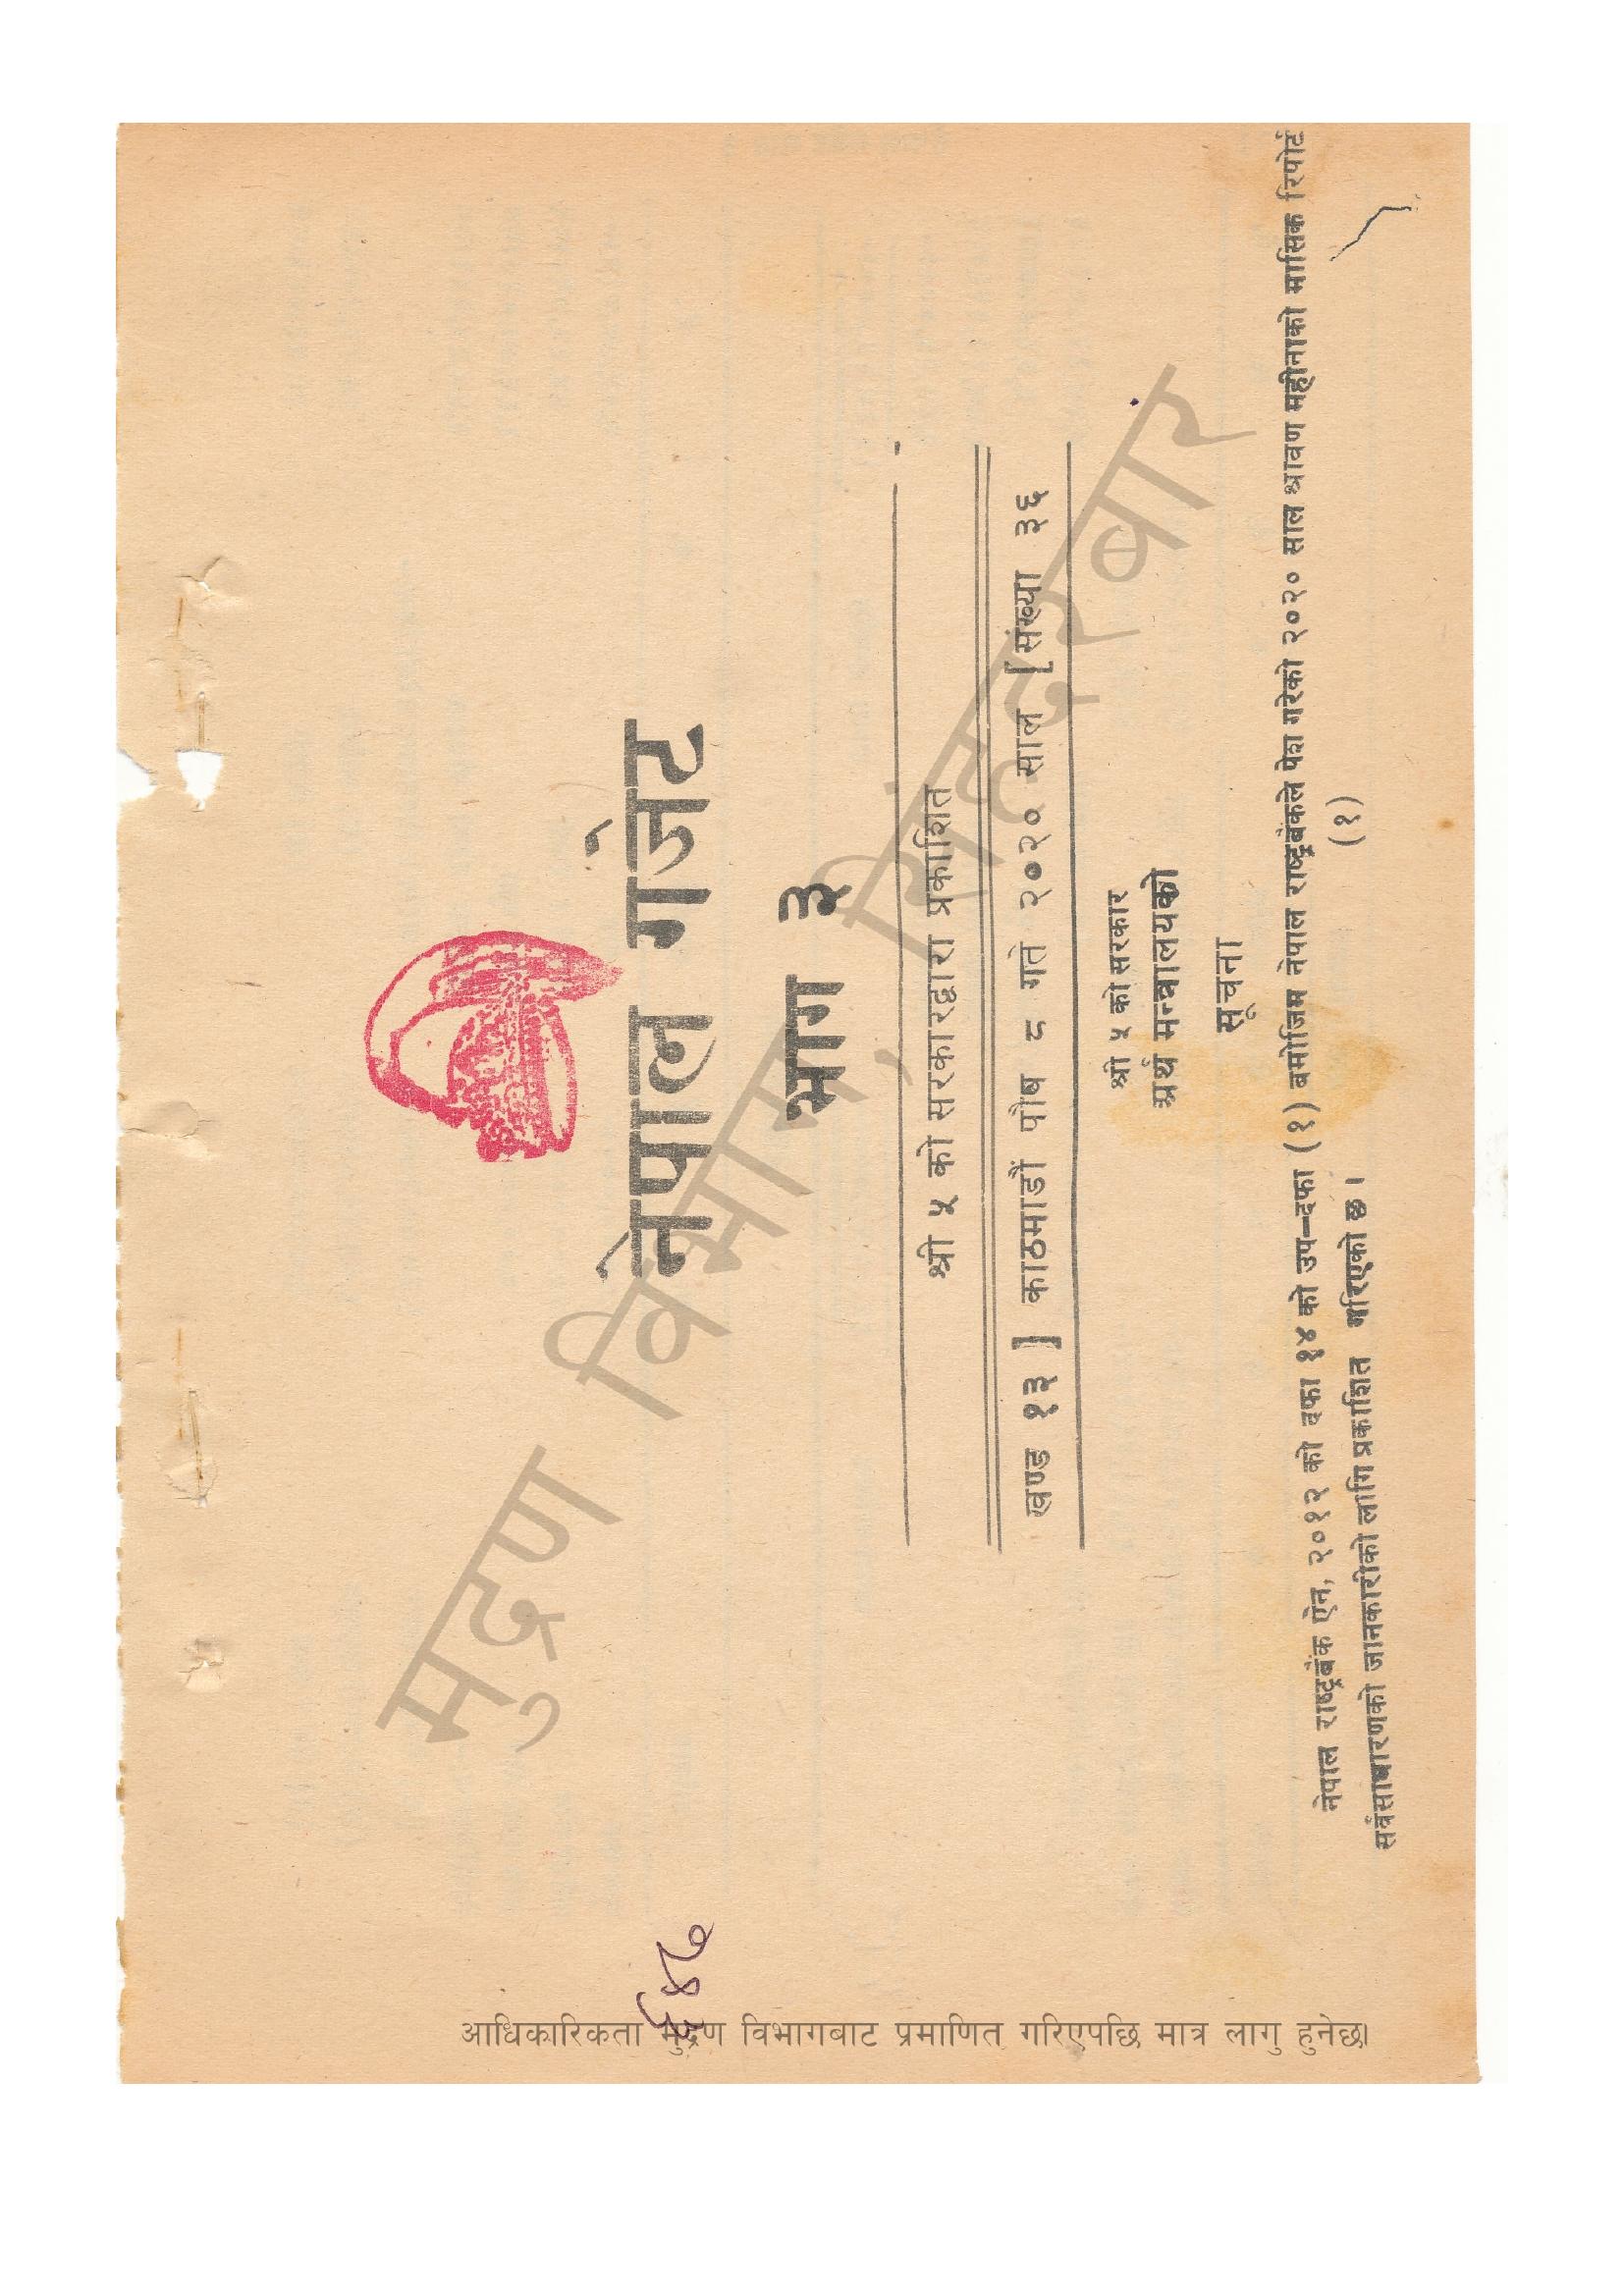 नेपाल गजेट
भाग ३
श्री ५ को सरकारद्वारा प्रकाशित
खण्ड १३ ] काठमाडौं पौष ८ गते २०२० साल [ संख्या ३६
श्री ५ को सरकार
अर्थ मन्त्रालयको
सूचना
नेपाल राष्ट्रबैंक ऐन, २०१२ को दफा १४ को उप–दफा (१) बमोजिम नेपाल राष्ट्रबैंकले पेश गरेको २०२० साल श्रावण महीनाको मासिक रिपोर्ट
सर्वसाधारणको जानकारीको लागि प्रकाशित गरिएको छ ।
(१)
मुद्रण विभाग, सिंहदरबार
आधिकारिकता मुद्रण विभागबाट प्रमाणित गरिएपछि मात्र लागु हुनेछ।